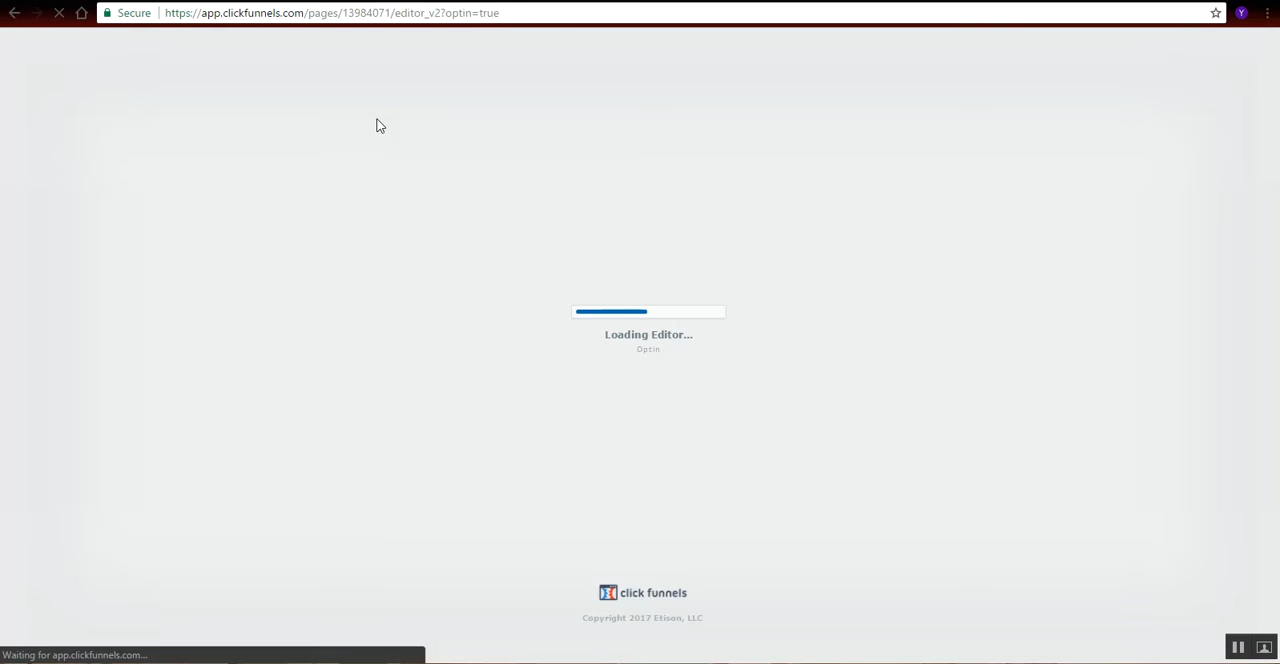 Secure https://app.clickfunnels.com/pages/13984071/editor_v2?optin=true
Y
Loading Editor...
Optin
click funnels
Copyright 2017 Etison, LLC
Waiting for app.clickfunnels.com...